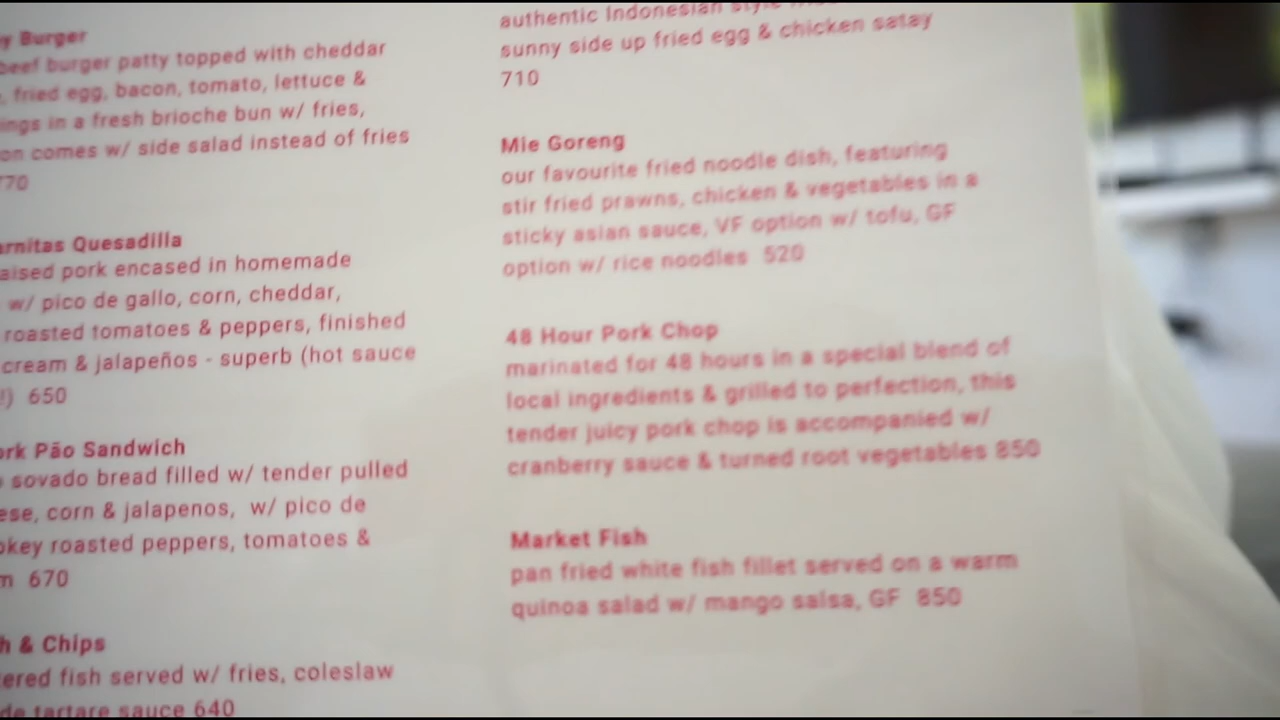 Burger
beef burger patty topped with cheddar
fried egg, bacon, tomato, lettuce &
in a fresh brioche bun w/ fries,
comes w/ side salad instead of fries
770
Quesadilla
pork encased in homemade
w/ pico de gallo, corn, cheddar,
roasted tomatoes & peppers, finished
cream & jalapeños - superb (hot sauce
!) 650
Pão Sandwich
sovado bread filled w/ tender pulled
corn & jalapenos, w/ pico de
roasted peppers, tomatoes &
670
& Chips
fish served w/ fries, coleslaw
tartare sauce 640
authentic Indonesian style
sunny side up fried egg & chicken satay
710
Mie Goreng
our favourite fried noodle dish, featuring
stir fried prawns, chicken & vegetables in a
sticky asian sauce, VF option w/ tofu, GF
option w/ rice noodles 520
48 Hour Pork Chop
marinated for 48 hours in a special blend of
local ingredients & grilled to perfection, this
tender juicy pork chop is accompanied w/
cranberry sauce & turned root vegetables 850
Market Fish
pan fried white fish fillet served on a warm
quinoa salad w/ mango salsa, GF 850